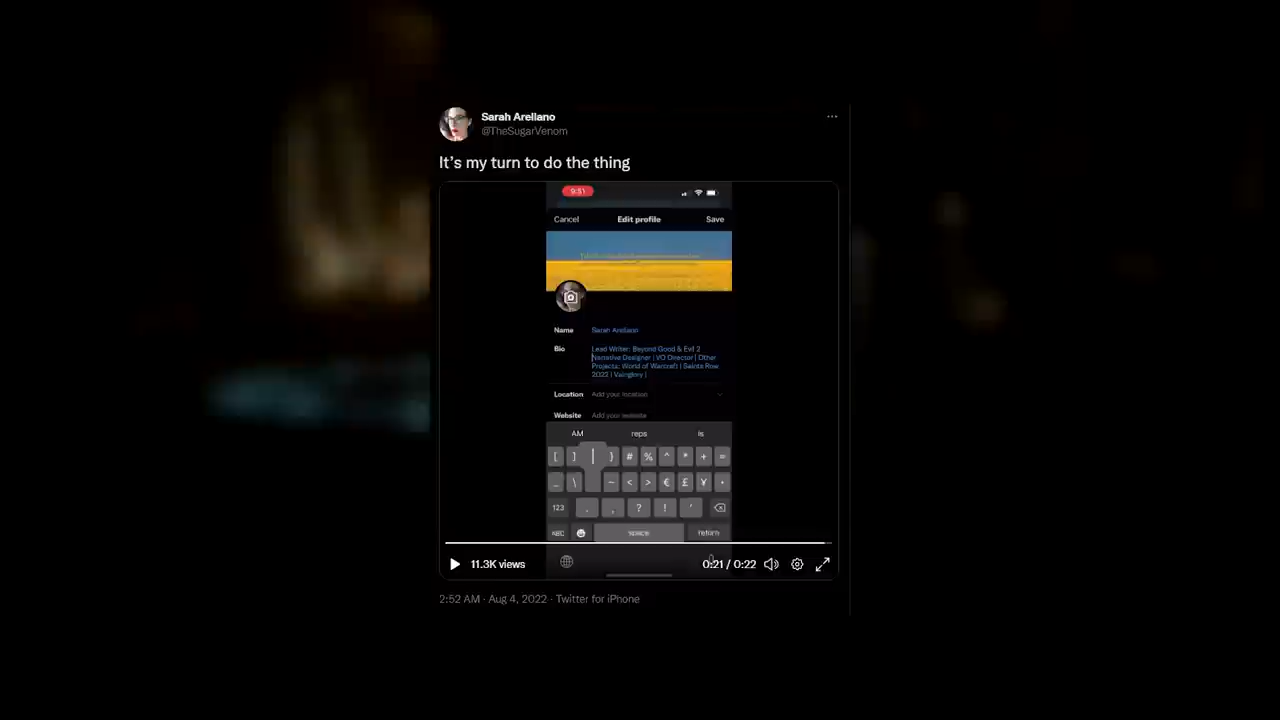 Sarah Arellano
@TheSugarVenom
It's my turn to do the thing
9:51
Cancel Edit profile Save
Name Sarah Arellano
Bio Lead Writer: Beyond Good & Evil 2
Narrative Designer | VO Director | Other
Projects: World of Warcraft | Saints Row
2022 | Vainglory |
Location Add your location
Website Add your website
AM reps is
[ ] | } # % ^ * + =
_ \ ~ < > € £ ¥ •
123 . , ? ! '
ABC space return
11.3K views 0:21 / 0:22
2:52 AM · Aug 4, 2022 · Twitter for iPhone